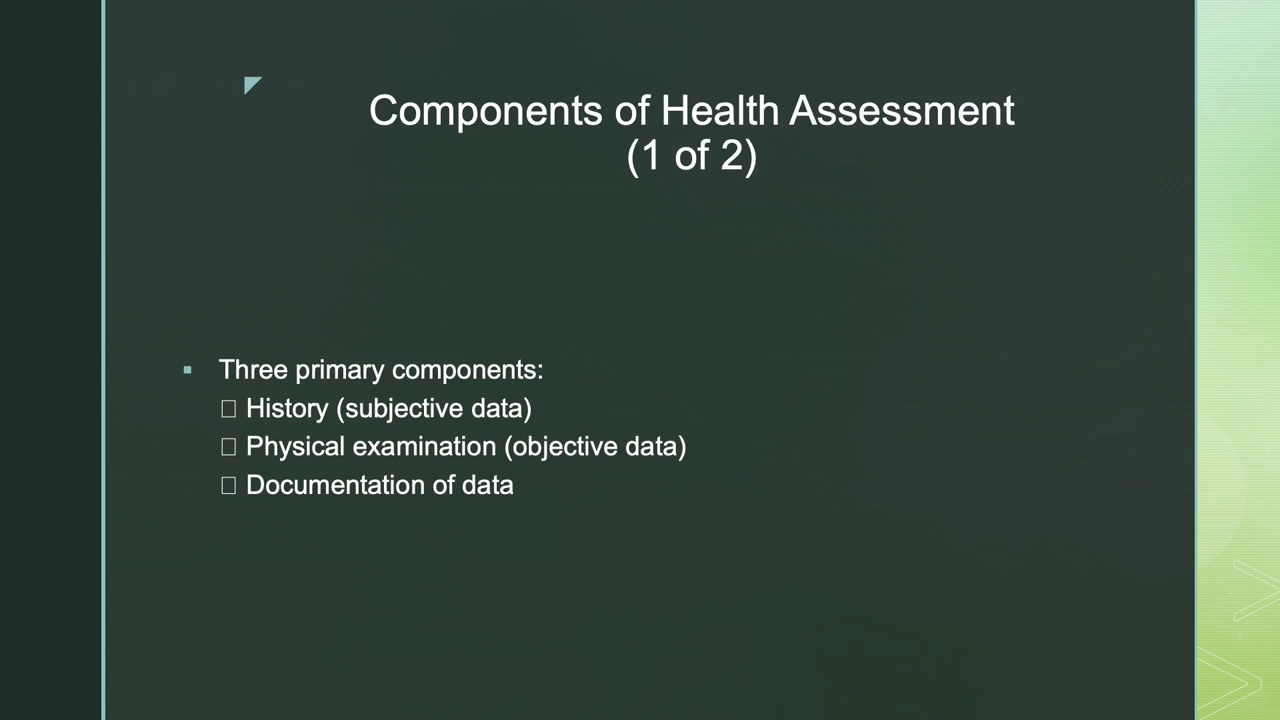 Components of Health Assessment
(1 of 2)
▪ Three primary components:
□ History (subjective data)
□ Physical examination (objective data)
□ Documentation of data